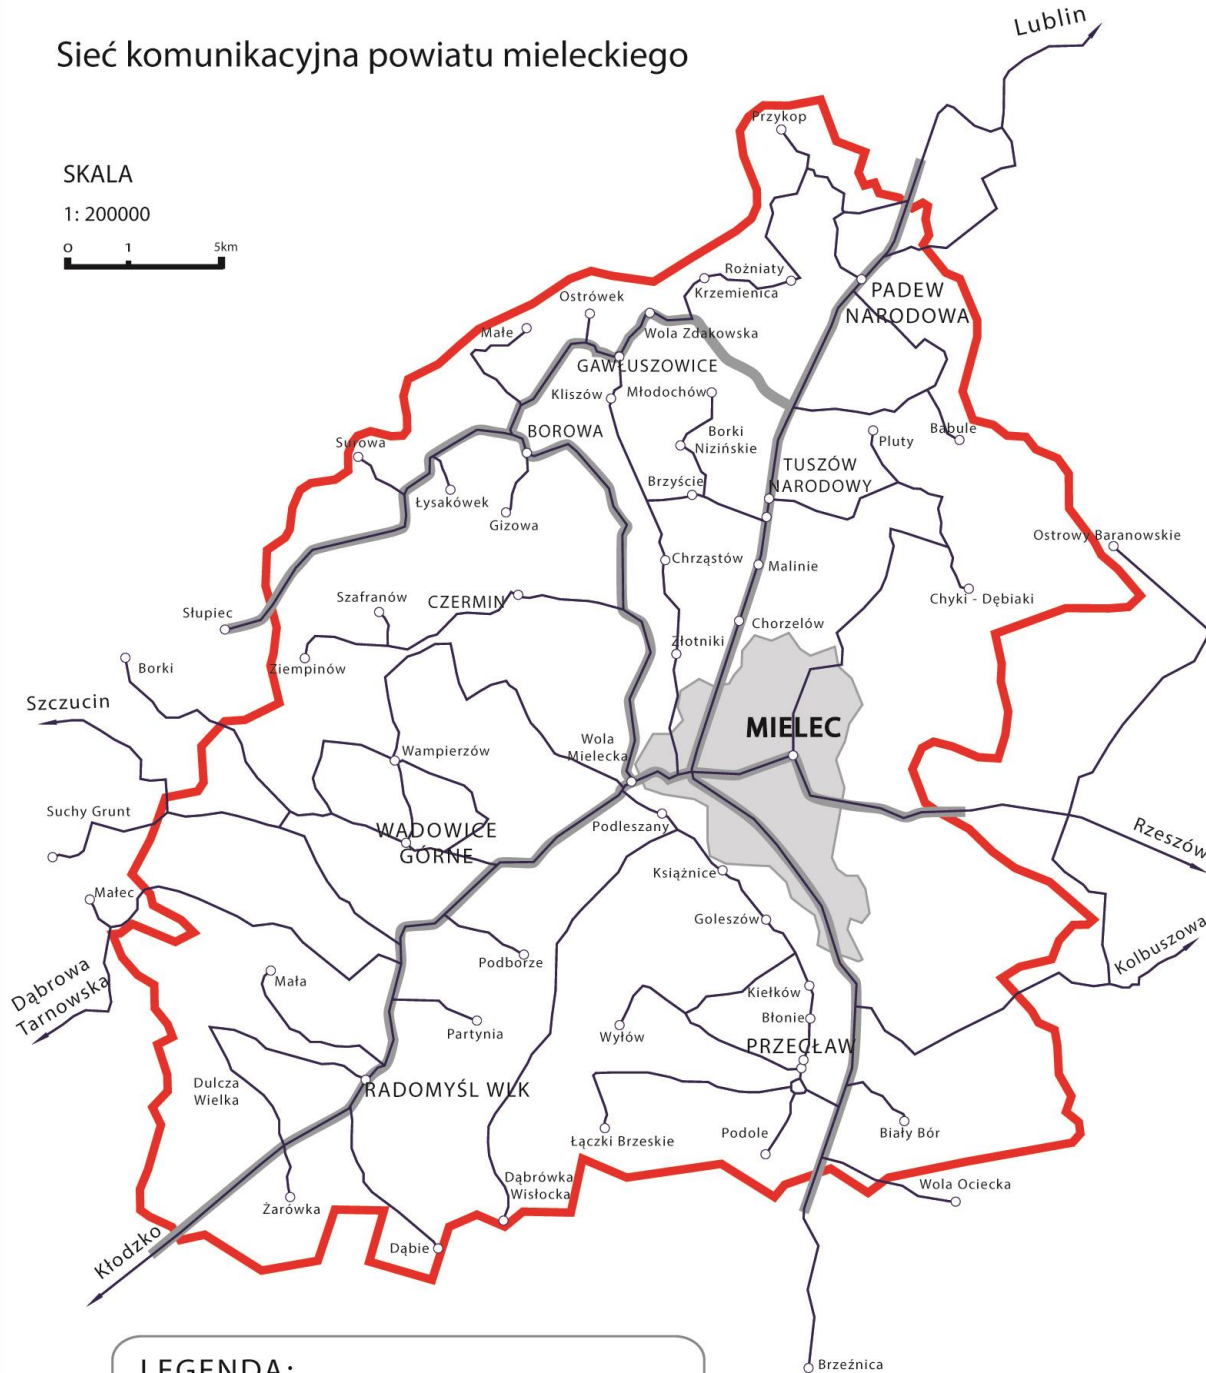 Lublin
Sieć komunikacyjna powiatu mieleckiego
Przykop
SKALA
1: 200000
0 1 5km
Rożniaty
Krzemienica
PADEW
NARODOWA
Ostrówek
Małe
Wola Zdakowska
GAWŁUSZOWICE
Kliszów
Młodochów
BOROWA
Borki
Nizińskie
Pluty
Babule
Surowa
TUSZÓW
NARODOWY
Brzyście
Łysakówek
Gizowa
Ostrowy Baranowskie
Chrząstów
Malinie
Szafranów
CZERMIN
Chyki - Dębiaki
Słupiec
Chorzelów
Złotniki
Ziempinów
Borki
Szczucin
MIELEC
Wola
Mielecka
Wampierzów
Suchy Grunt
WADOWICE
GÓRNE
Podleszany
Rzeszów
Książnice
Małec
Goleszów
Kolbuszowa
Podborze
Dąbrowa
Tarnowska
Mała
Kiełków
Błonie
Partynia
Wyłów
PRZECŁAW
Dulcza
Wielka
RADOMYŚL WLK
Łączki Brzeskie
Podole
Biały Bór
Dąbrówka
Wisłocka
Wola Ociecka
Żarówka
Dąbie
Kłodzko
Brzeźnica
LEGENDA: